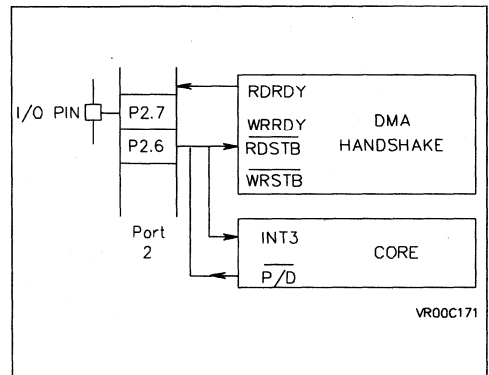 RDRDY
I/O PIN P2.7
WRRDY DMA
P2.6 RDSTB HANDSHAKE
WRSTB
Port
2
INT3 CORE
P/D
VR00C171